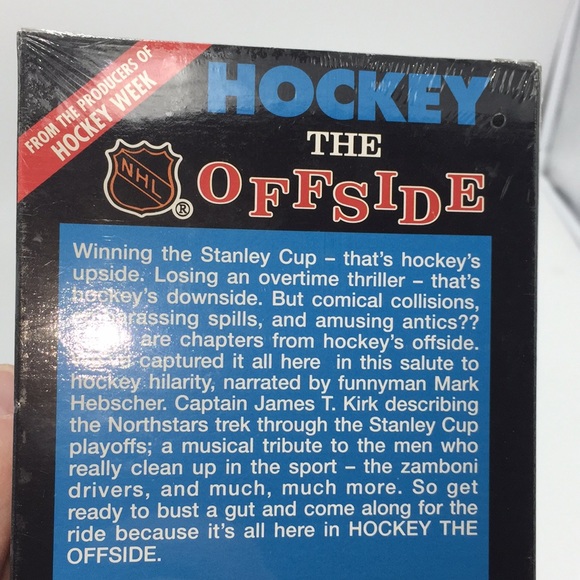 FROM THE PRODUCERS OF
HOCKEY WEEK
HOCKEY
THE
NHL
®
OFFSIDE
Winning the Stanley Cup – that's hockey's
upside. Losing an overtime thriller – that's
hockey's downside. But comical collisions,
spills, and amusing antics??
are chapters from hockey's offside.
captured it all here in this salute to
hockey hilarity, narrated by funnyman Mark
Hebscher. Captain James T. Kirk describing
the Northstars trek through the Stanley Cup
playoffs; a musical tribute to the men who
really clean up in the sport – the zamboni
drivers, and much, much more. So get
ready to bust a gut and come along for the
ride because it's all here in HOCKEY THE
OFFSIDE.